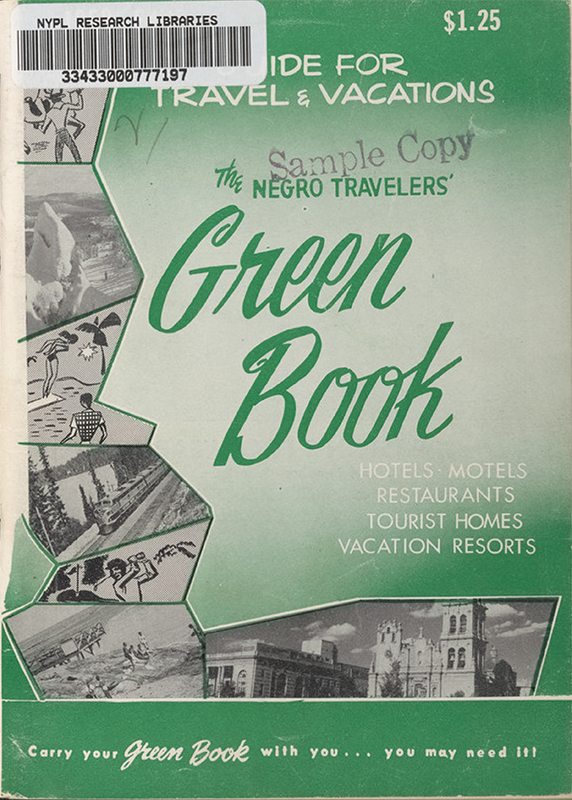 NYPL RESEARCH LIBRARIES
33433000777197
$1.25
IDE FOR
TRAVEL & VACATIONS
Sample Copy
The NEGRO TRAVELERS'
Green
Book
HOTELS · MOTELS
RESTAURANTS
TOURIST HOMES
VACATION RESORTS
Carry your Green Book with you... you may need it!